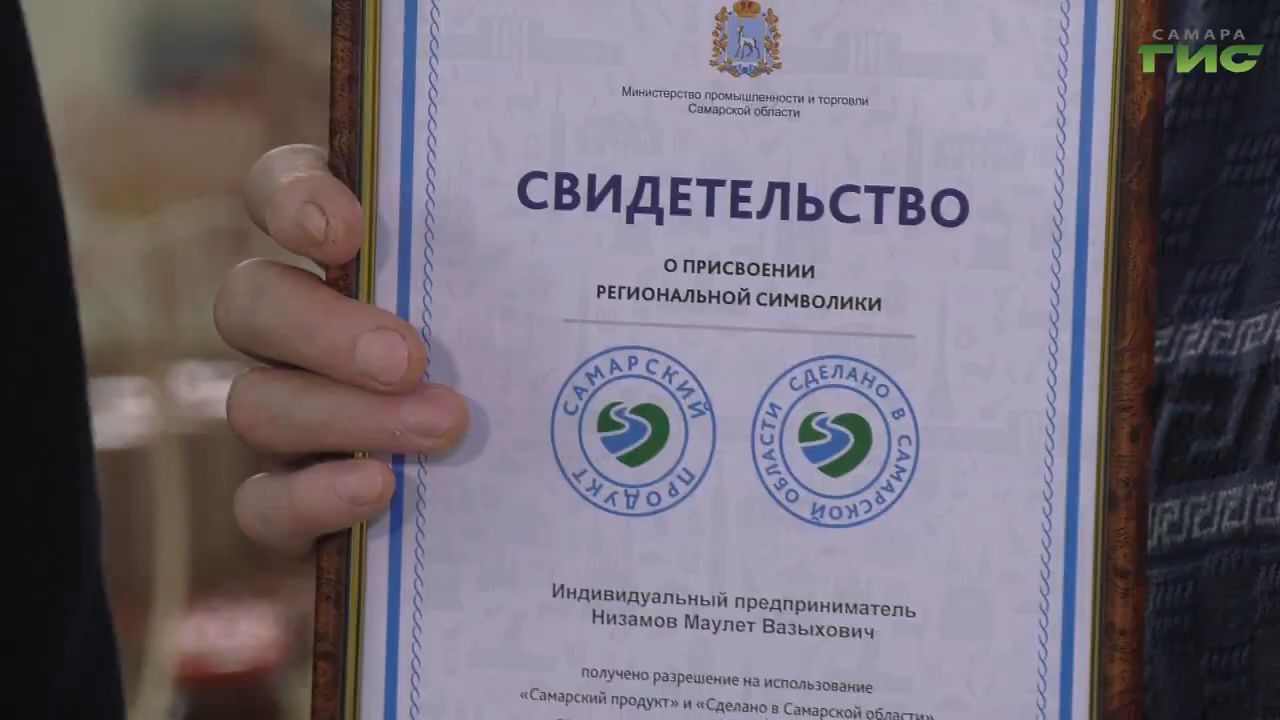 САМАРА
ГИС
Министерство промышленности и торговли
Самарской области
СВИДЕТЕЛЬСТВО
О ПРИСВОЕНИИ
РЕГИОНАЛЬНОЙ СИМВОЛИКИ
САМАРСКИЙ ПРОДУКТ
СДЕЛАНО В САМАРСКОЙ ОБЛАСТИ
Индивидуальный предприниматель
Низамов Маулет Вазыхович
получено разрешение на использование
«Самарский продукт» и «Сделано в Самарской области»